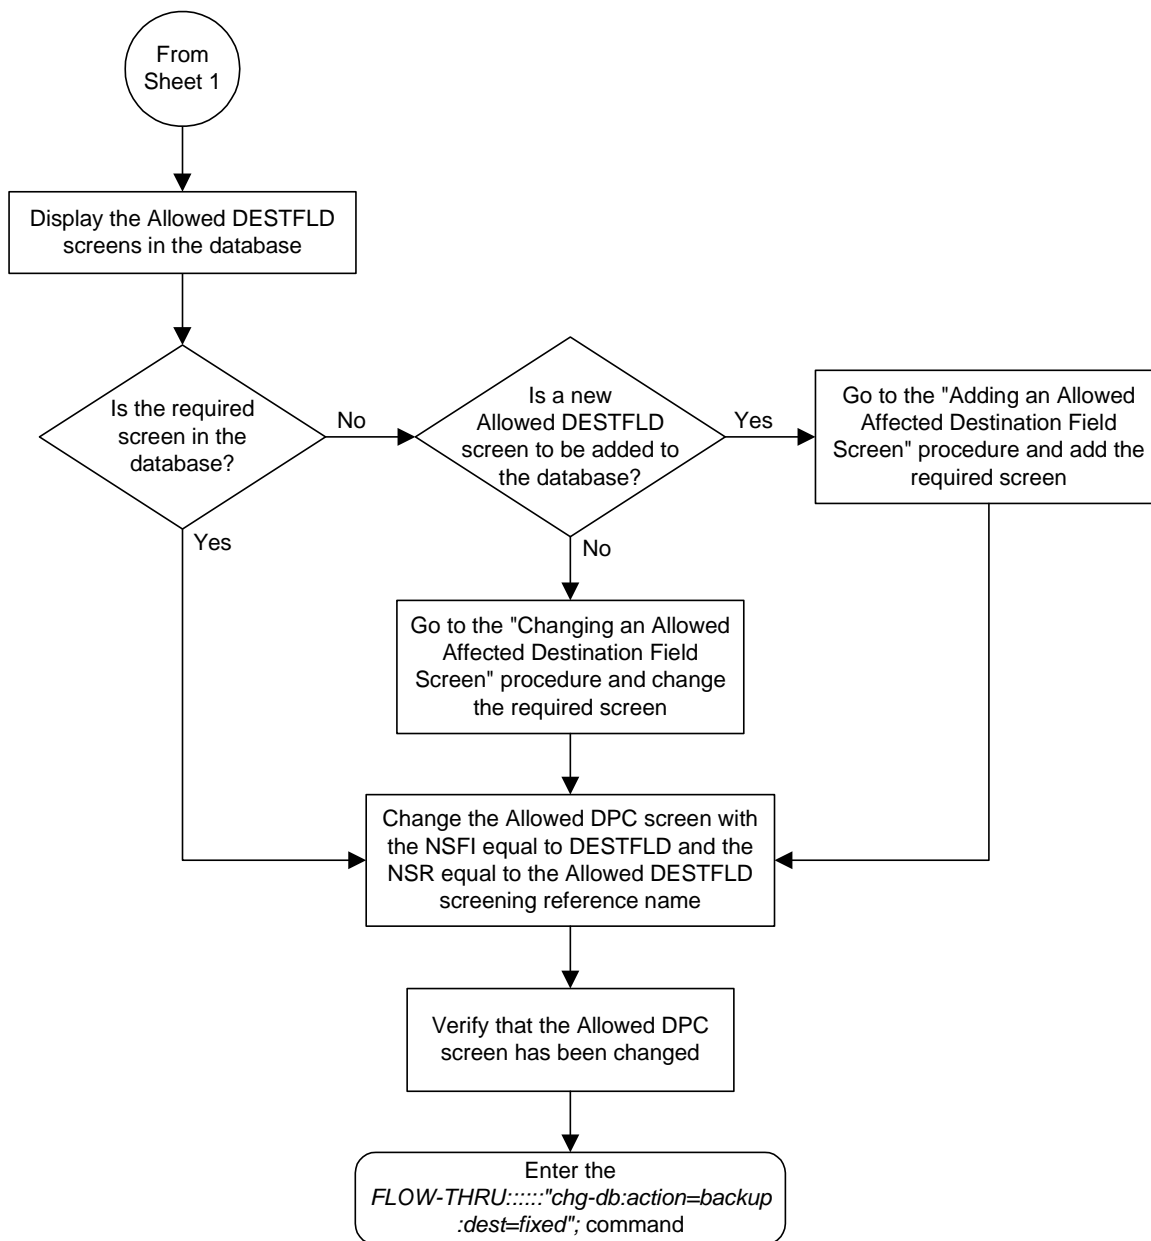 From
Sheet 1
Display the Allowed DESTFLD
screens in the database
Is the required
screen in the
database?
No
Yes
Is a new
Allowed DESTFLD
screen to be added to
the database?
Yes
No
Go to the "Adding an Allowed
Affected Destination Field
Screen" procedure and add the
required screen
Go to the "Changing an Allowed
Affected Destination Field
Screen" procedure and change
the required screen
Change the Allowed DPC screen with
the NSFI equal to DESTFLD and the
NSR equal to the Allowed DESTFLD
screening reference name
Verify that the Allowed DPC
screen has been changed
Enter the
FLOW-THRU::::::"chg-db:action=backup
:dest=fixed"; command